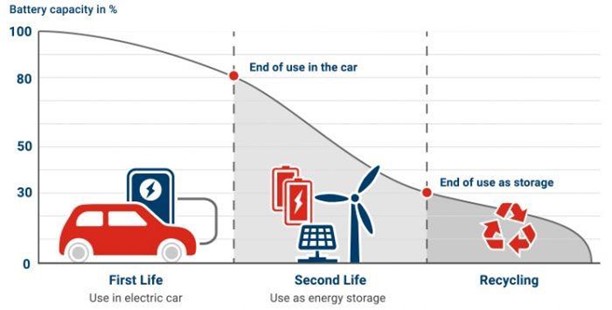 Battery capacity in %
100
End of use in the car
80
50
End of use as storage
30
0
First Life
Second Life
Recycling
Use in electric car
Use as energy storage